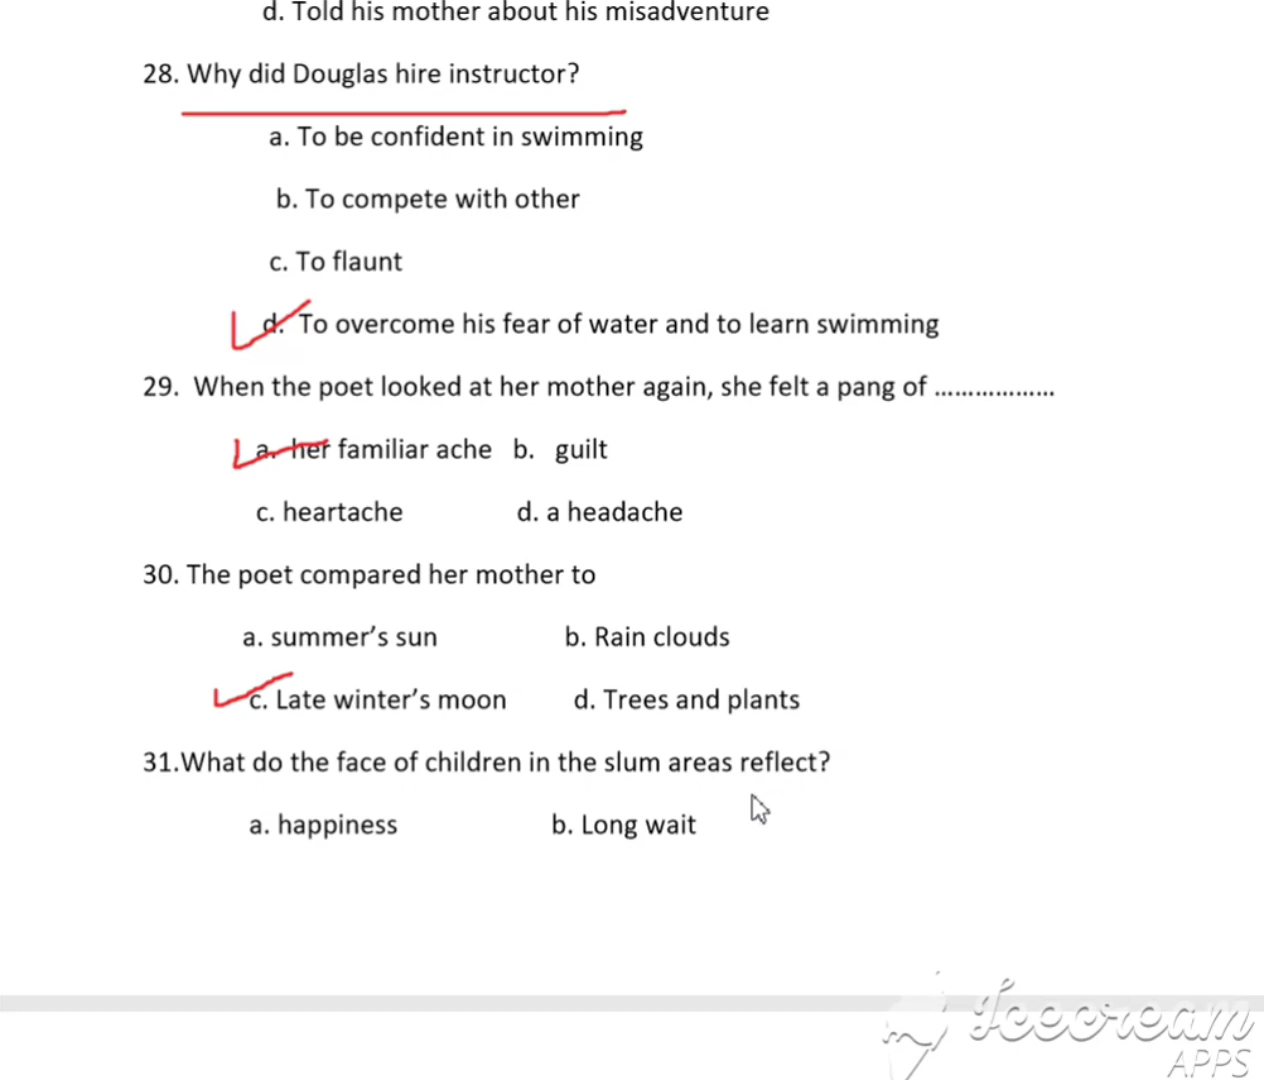 d. Told his mother about his misadventure
28. Why did Douglas hire instructor?
a. To be confident in swimming
b. To compete with other
c. To flaunt
d. To overcome his fear of water and to learn swimming
29. When the poet looked at her mother again, she felt a pang of ..................
a. her familiar ache b. guilt
c. heartache d. a headache
30. The poet compared her mother to
a. summer’s sun b. Rain clouds
c. Late winter’s moon d. Trees and plants
31.What do the face of children in the slum areas reflect?
a. happiness b. Long wait
Icecream
APPS